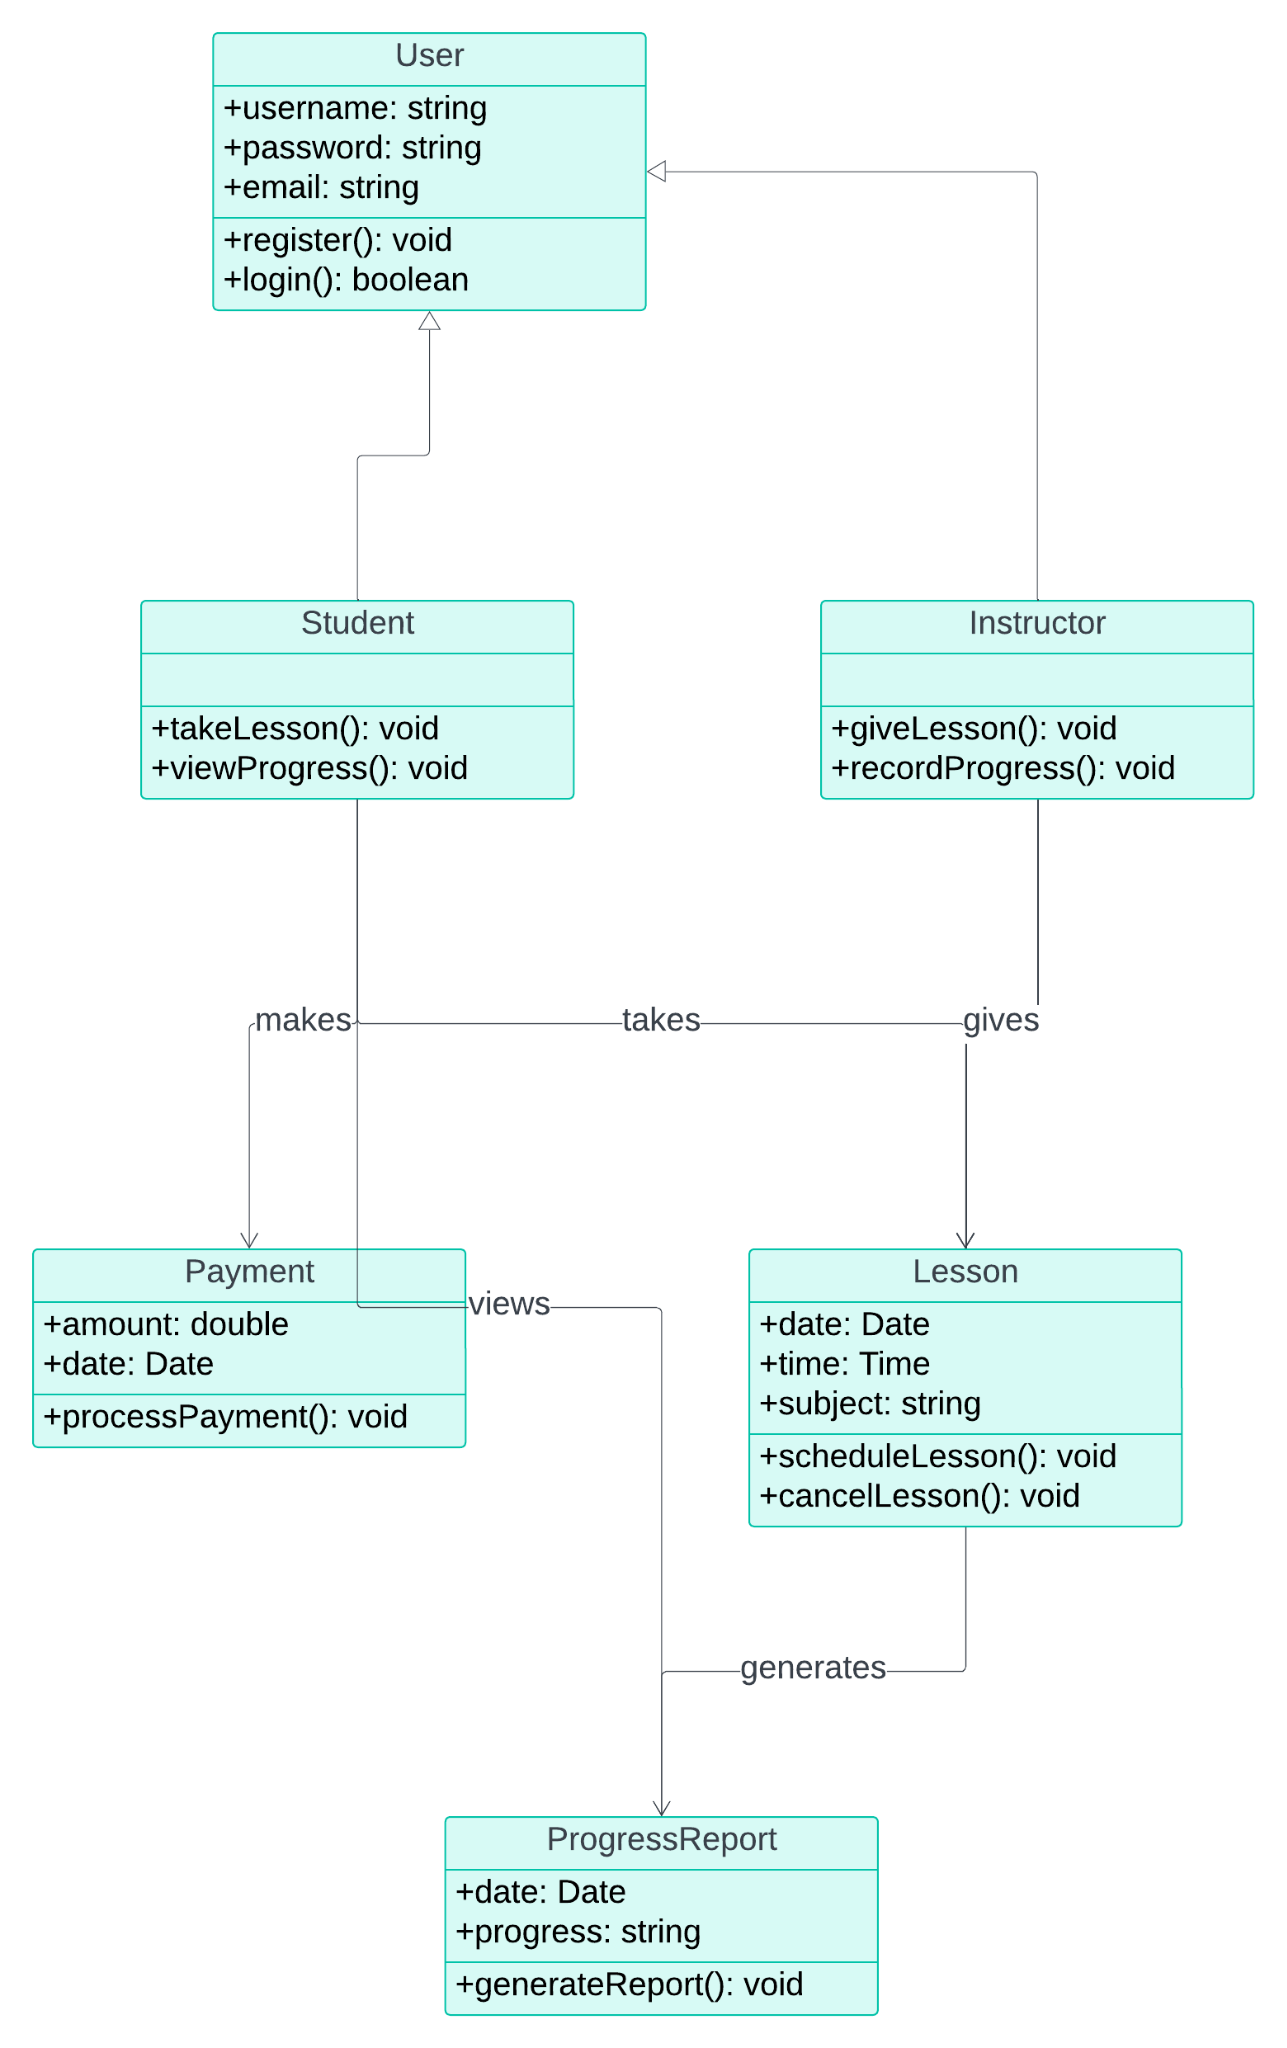 User
+username: string
+password: string
+email: string
+register(): void
+login(): boolean
Student
+takeLesson(): void
+viewProgress(): void
Instructor
+giveLesson(): void
+recordProgress(): void
makes
takes
gives
Payment
+amount: double
+date: Date
+processPayment(): void
views
Lesson
+date: Date
+time: Time
+subject: string
+scheduleLesson(): void
+cancelLesson(): void
generates
ProgressReport
+date: Date
+progress: string
+generateReport(): void